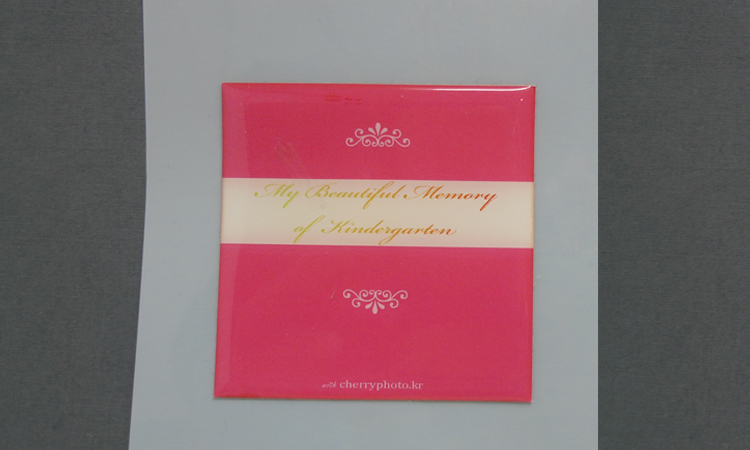 My Beautiful Memory
of Kindergarten
with cherryphoto.kr